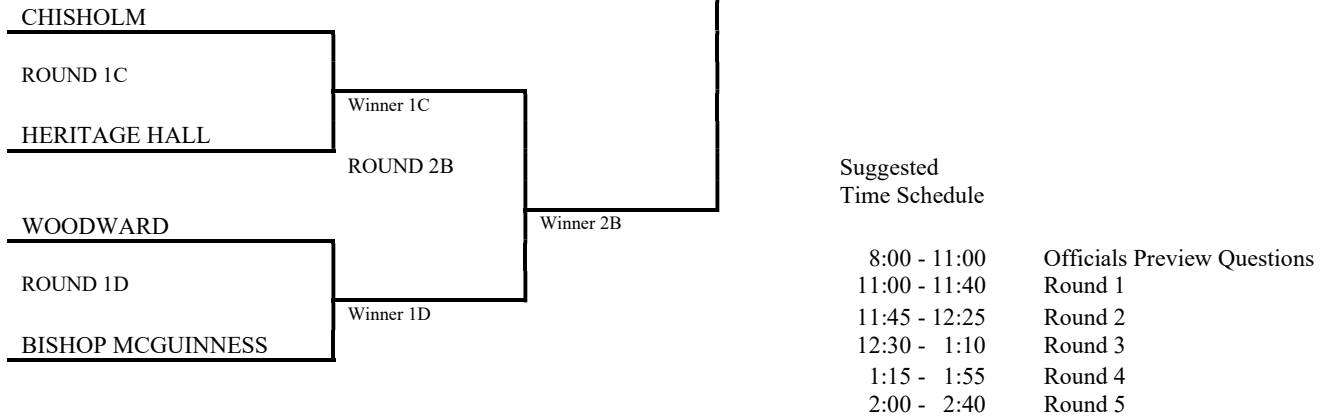 CHISHOLM
ROUND 1C
Winner 1C
HERITAGE HALL
ROUND 2B
WOODWARD
Winner 2B
ROUND 1D
Winner 1D
BISHOP MCGUINNESS
Suggested
Time Schedule
8:00 - 11:00 Officials Preview Questions
11:00 - 11:40 Round 1
11:45 - 12:25 Round 2
12:30 - 1:10 Round 3
1:15 - 1:55 Round 4
2:00 - 2:40 Round 5